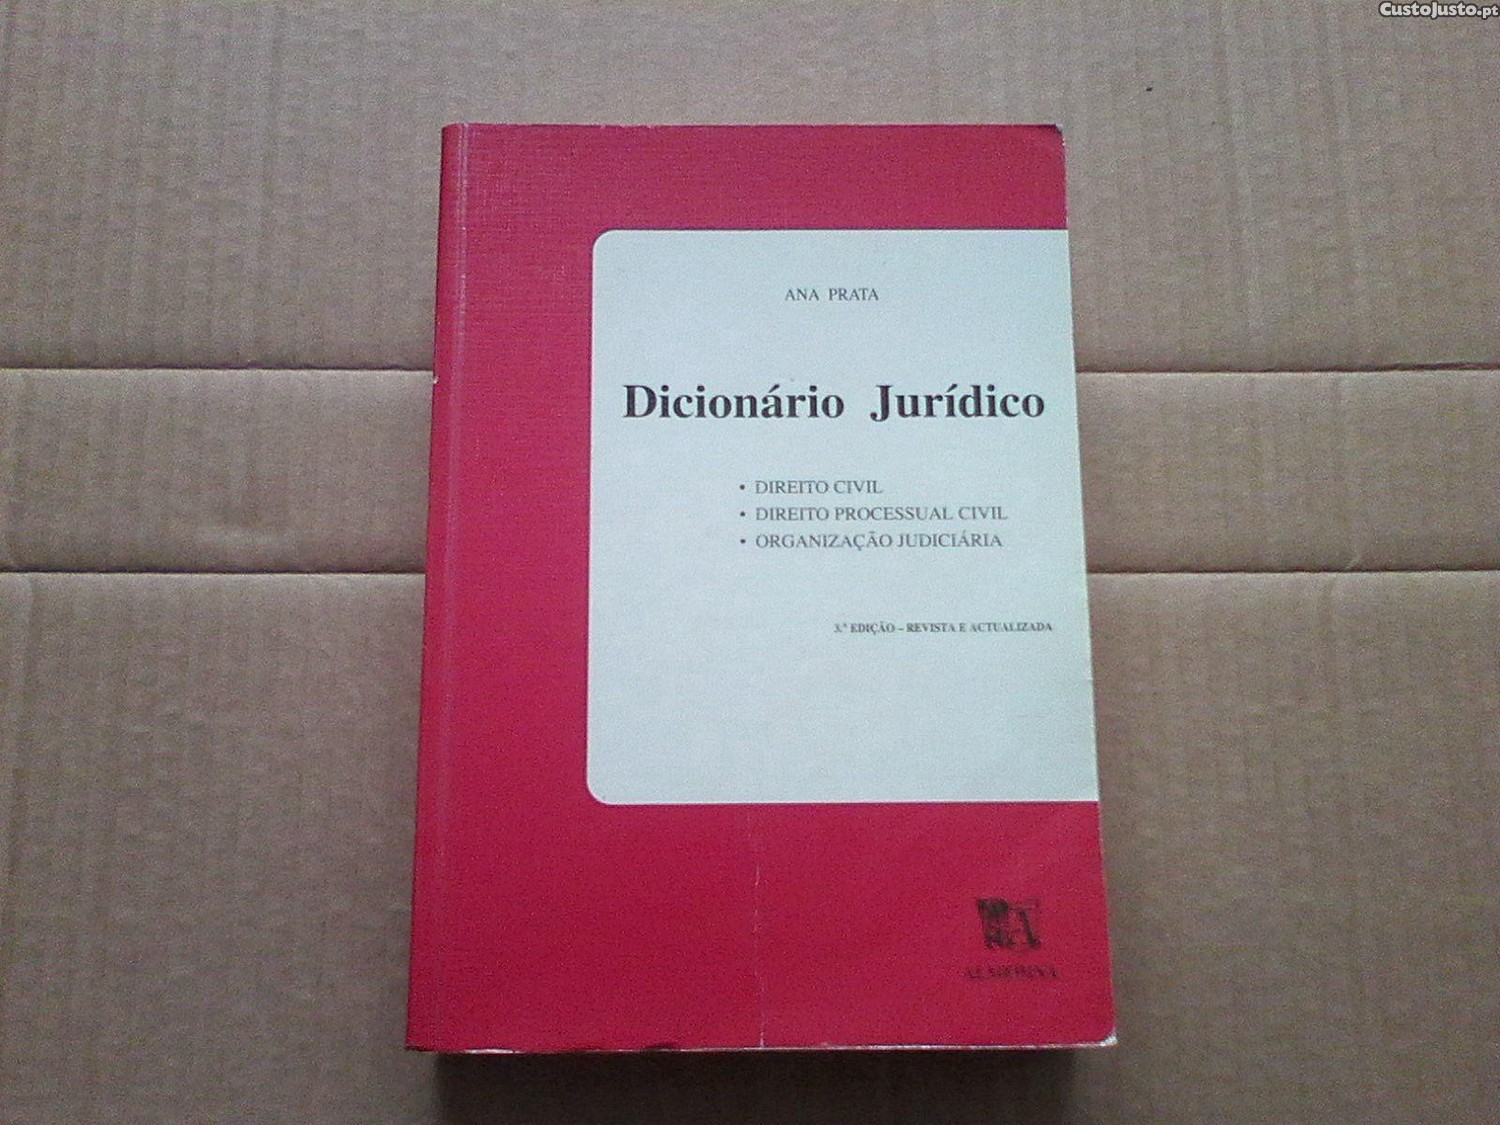 CustoJusto.pt
ANA PRATA
Dicionário Jurídico
• DIREITO CIVIL
• DIREITO PROCESSUAL CIVIL
• ORGANIZAÇÃO JUDICIÁRIA
3.ª EDIÇÃO – REVISTA E ACTUALIZADA
ALMEDINA